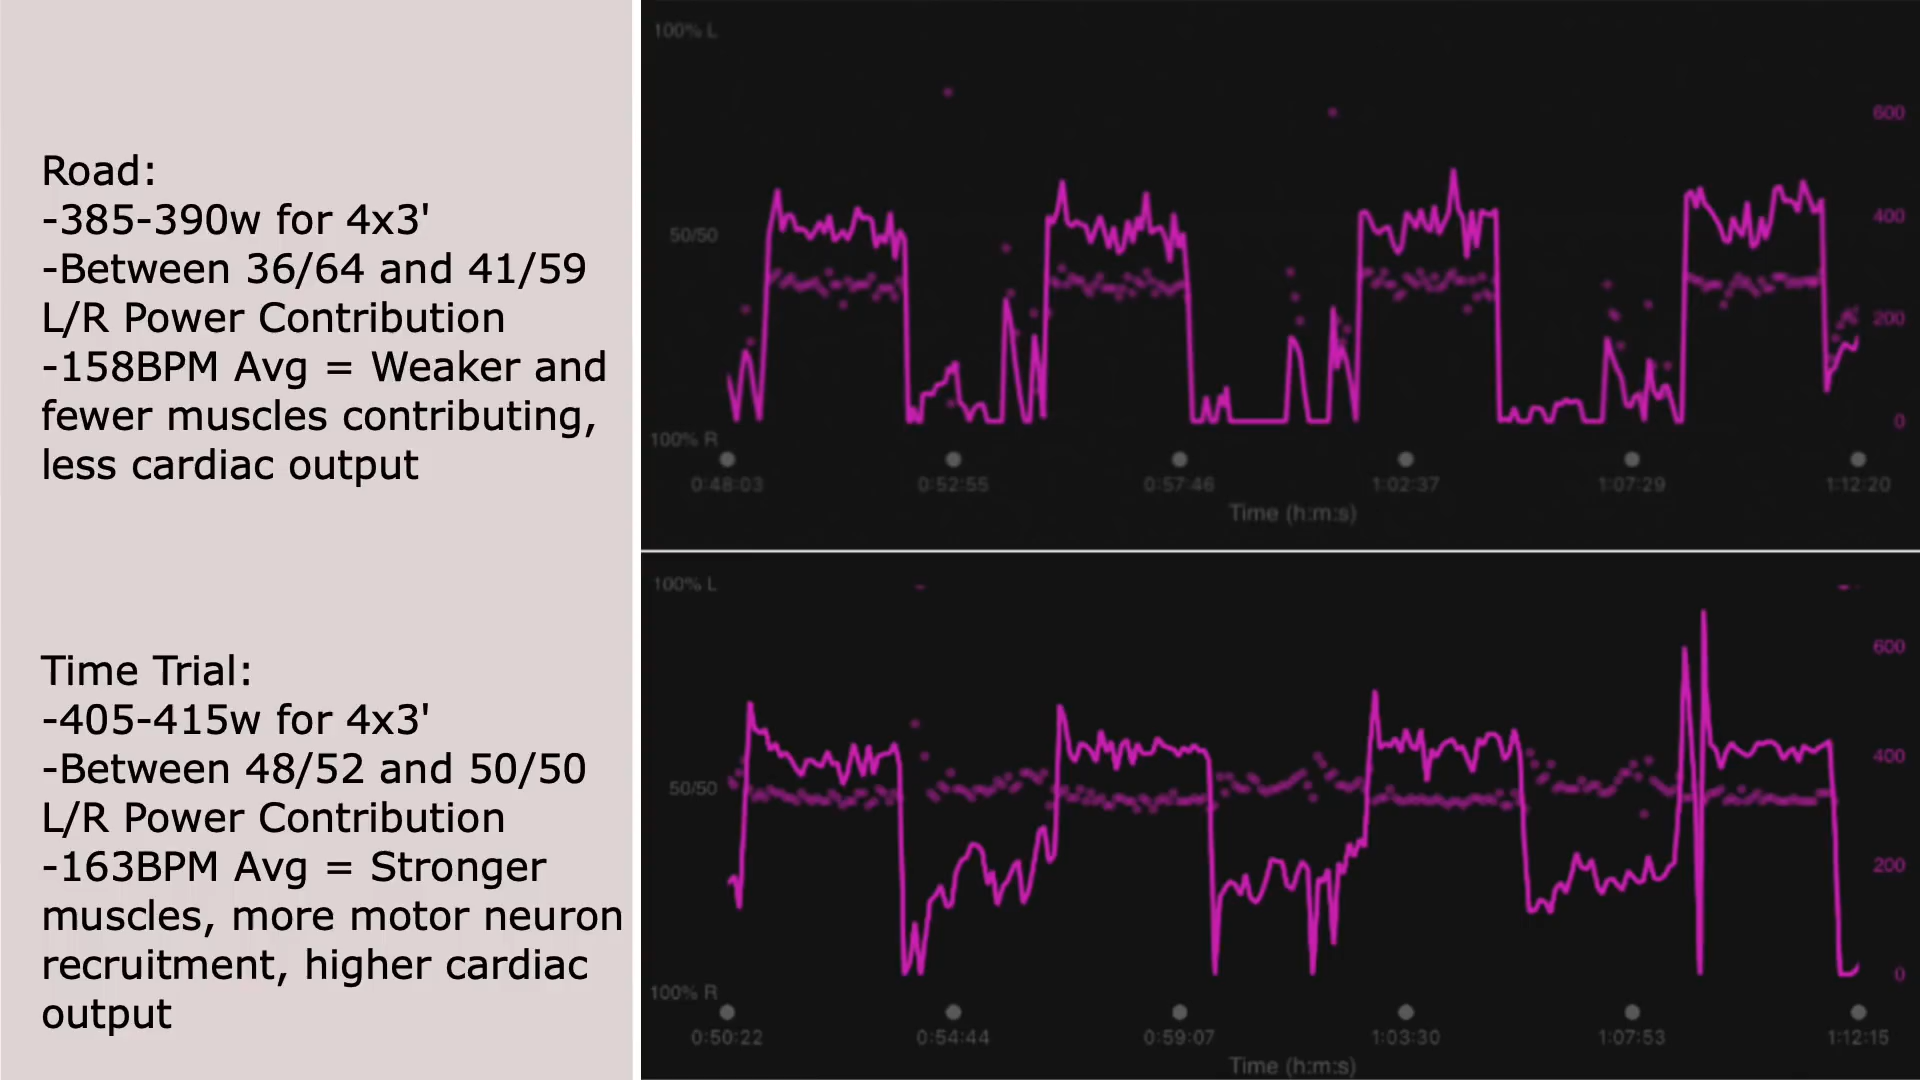 Road:
-385-390w for 4x3'
-Between 36/64 and 41/59
L/R Power Contribution
-158BPM Avg = Weaker and
fewer muscles contributing,
less cardiac output
100% L
50/50
100% R
600
400
200
0
0:48:03 0:52:55 0:57:46 1:02:37 1:07:29 1:12:20
Time (h:m:s)
Time Trial:
-405-415w for 4x3'
-Between 48/52 and 50/50
L/R Power Contribution
-163BPM Avg = Stronger
muscles, more motor neuron
recruitment, higher cardiac
output
100% L
50/50
100% R
600
400
200
0
0:50:22 0:54:44 0:59:07 1:03:30 1:07:53 1:12:15
Time (h:m:s)